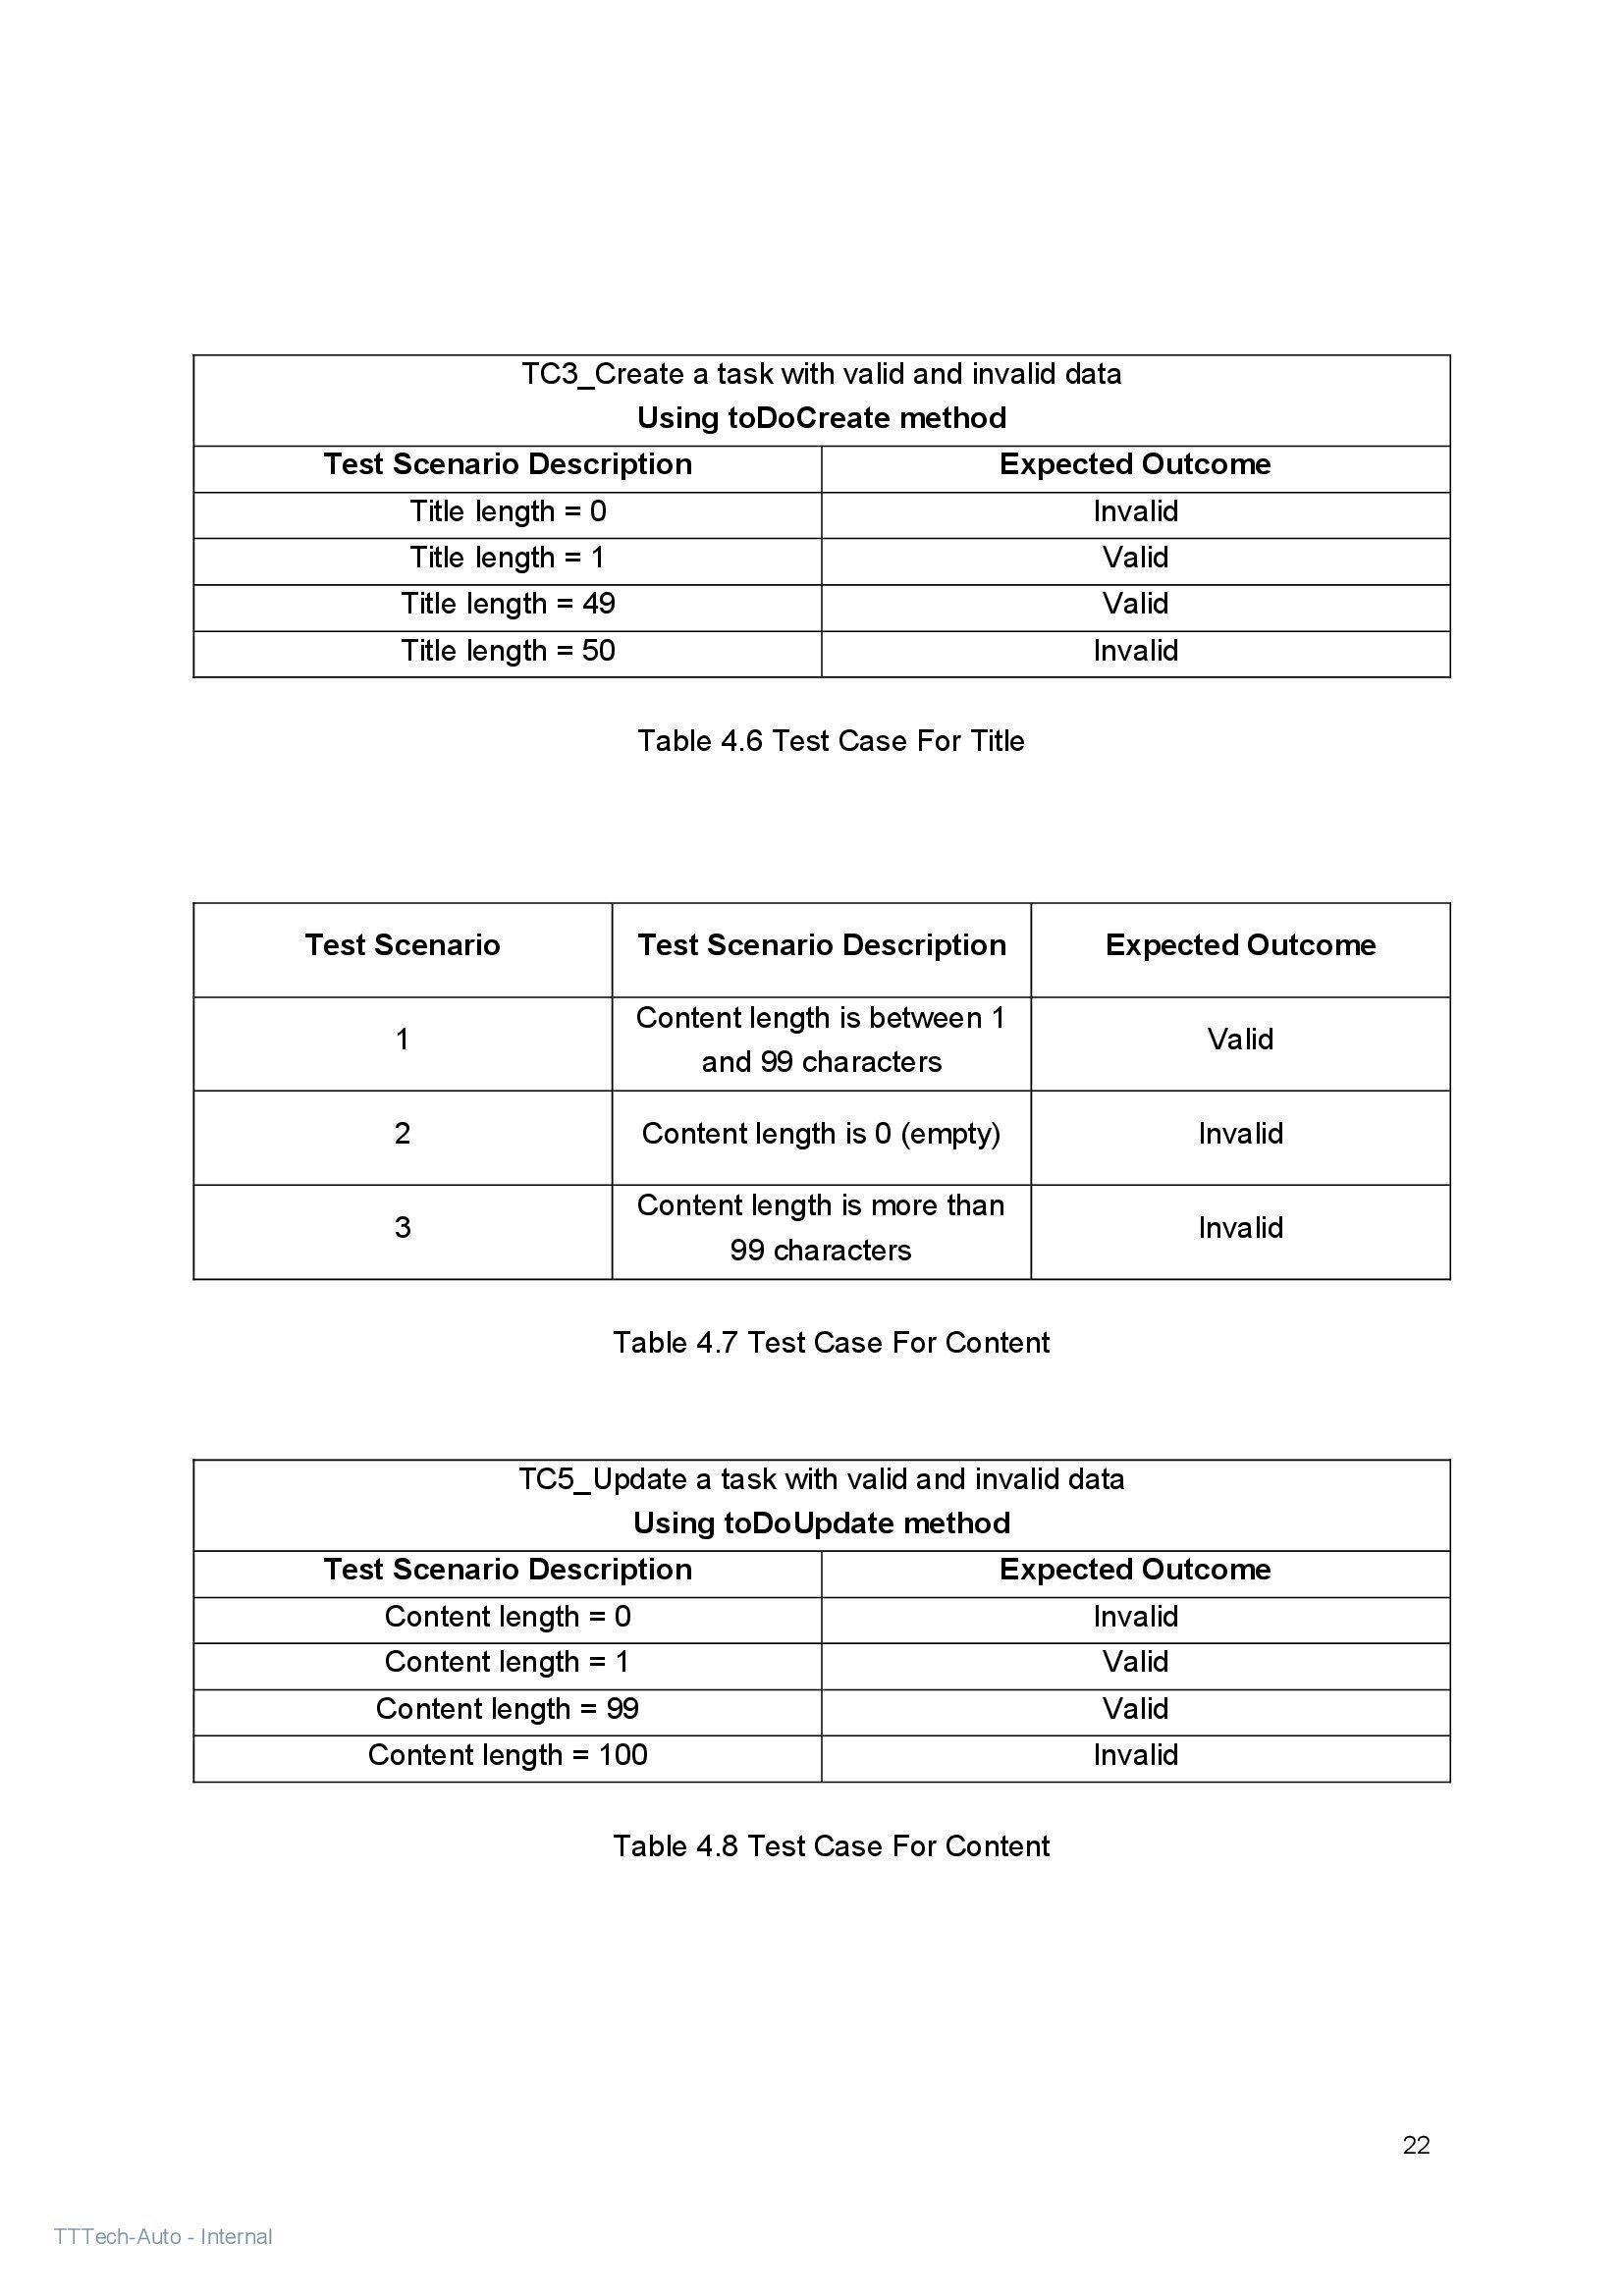 TC3_Create a task with valid and invalid data
Using toDoCreate method
Test Scenario Description Expected Outcome
Title length = 0 Invalid
Title length = 1 Valid
Title length = 49 Valid
Title length = 50 Invalid
Table 4.6 Test Case For Title
Test Scenario Test Scenario Description Expected Outcome
1 Content length is between 1 and 99 characters Valid
2 Content length is 0 (empty) Invalid
3 Content length is more than 99 characters Invalid
Table 4.7 Test Case For Content
TC5_Update a task with valid and invalid data
Using toDoUpdate method
Test Scenario Description Expected Outcome
Content length = 0 Invalid
Content length = 1 Valid
Content length = 99 Valid
Content length = 100 Invalid
Table 4.8 Test Case For Content
22
TTTech-Auto - Internal